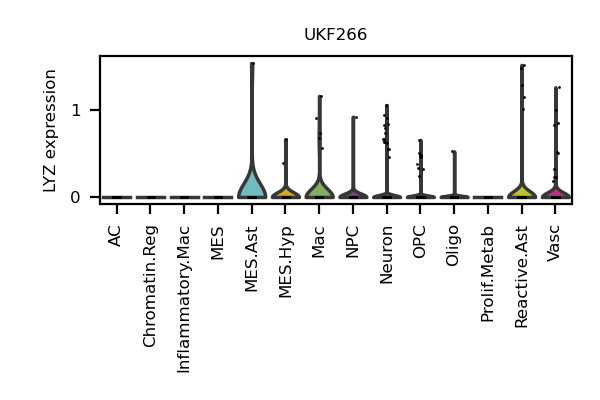 UKF266
LYZ expression
1
0
AC
Chromatin.Reg
Inflammatory.Mac
MES
MES.Ast
MES.Hyp
Mac
NPC
Neuron
OPC
Oligo
Prolif.Metab
Reactive.Ast
Vasc